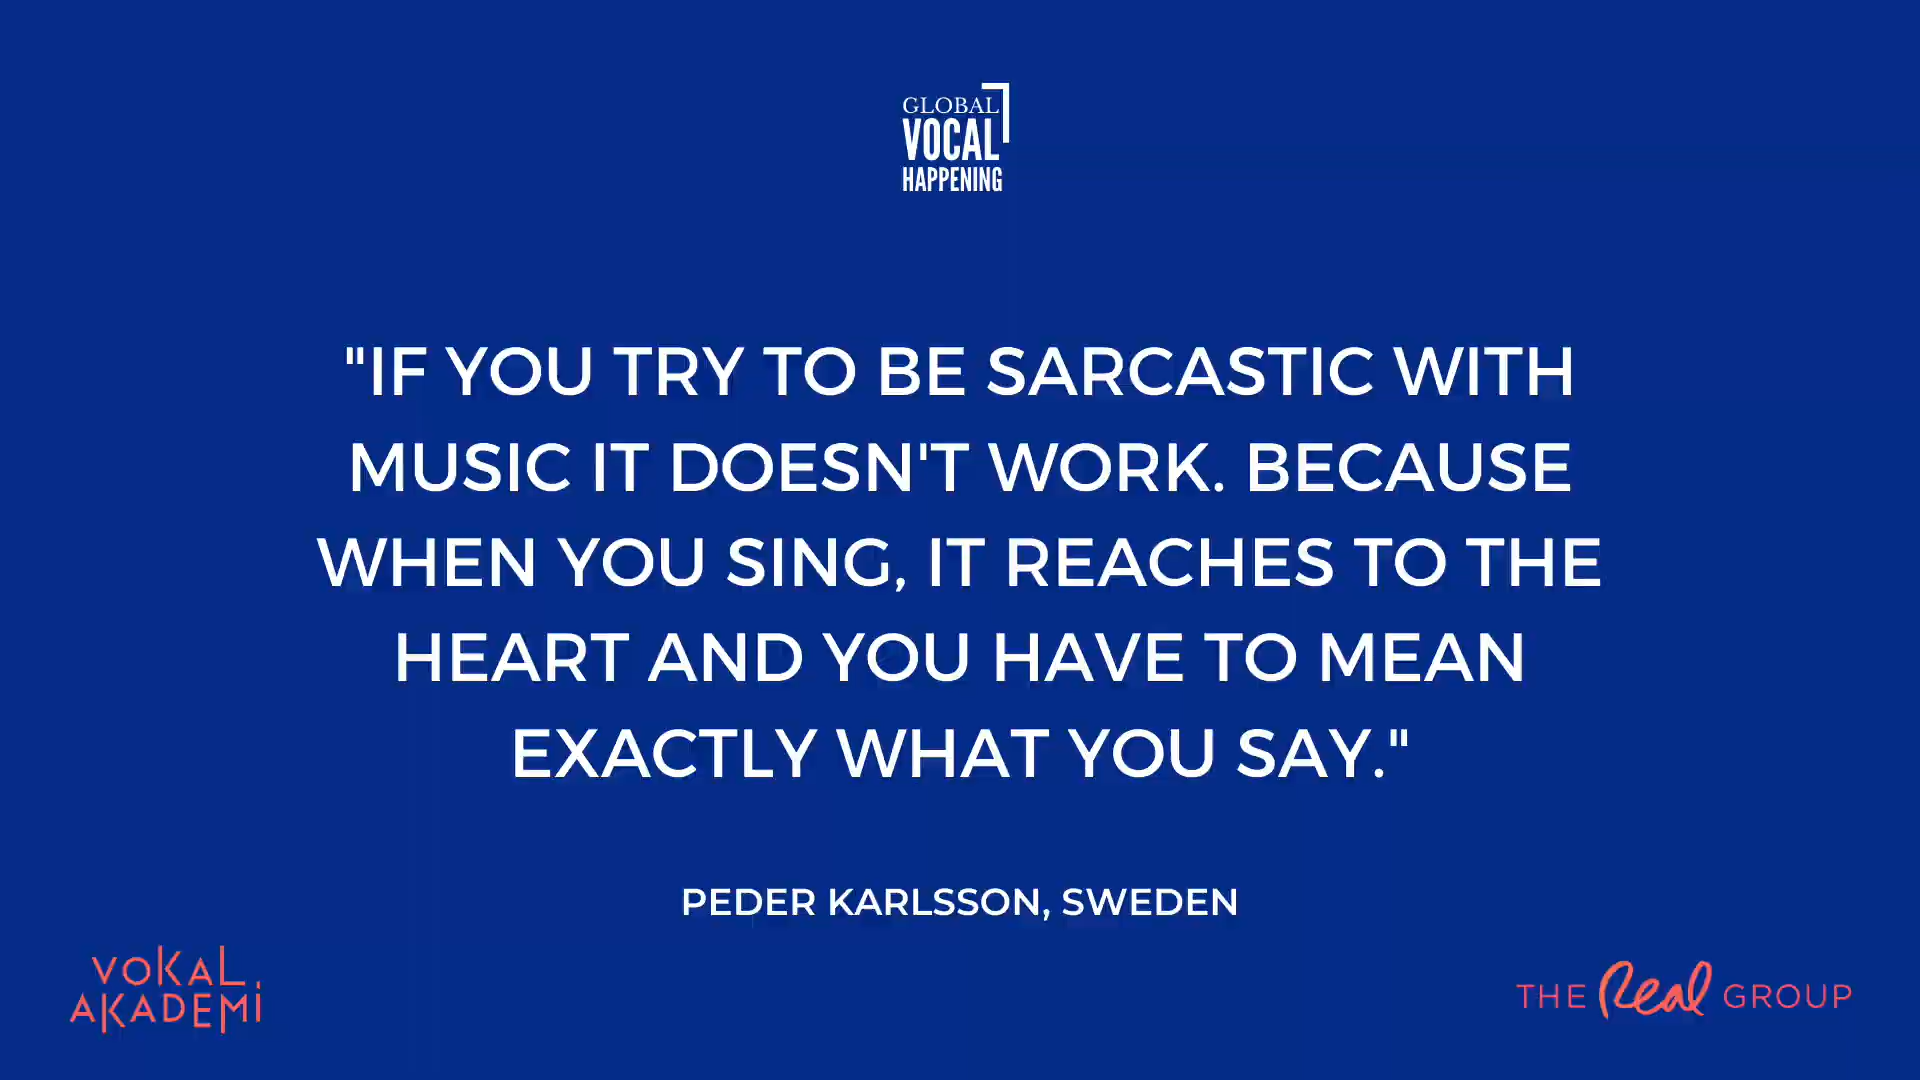 GLOBAL
VOCAL
HAPPENING
"IF YOU TRY TO BE SARCASTIC WITH
MUSIC IT DOESN'T WORK. BECAUSE
WHEN YOU SING, IT REACHES TO THE
HEART AND YOU HAVE TO MEAN
EXACTLY WHAT YOU SAY."
PEDER KARLSSON, SWEDEN
VOKAL
AKADEMI
THE Real GROUP